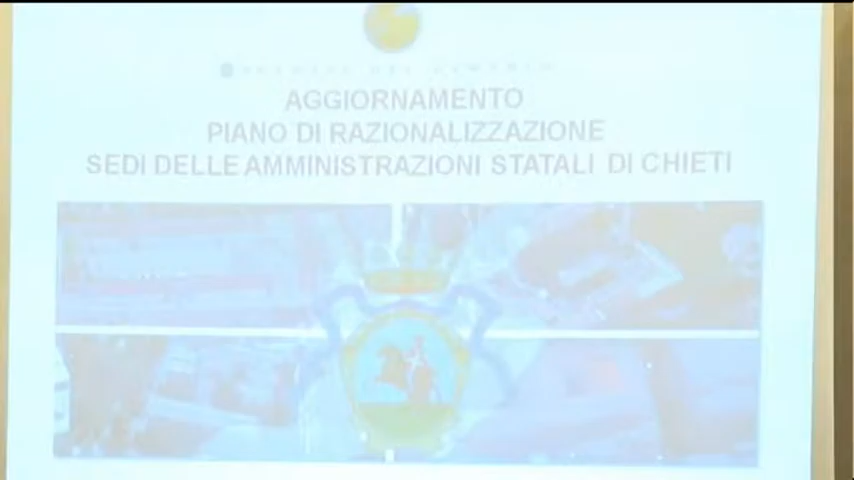 AGGIORNAMENTO
PIANO DI RAZIONALIZZAZIONE
SEDI DELLE AMMINISTRAZIONI STATALI DI CHIETI